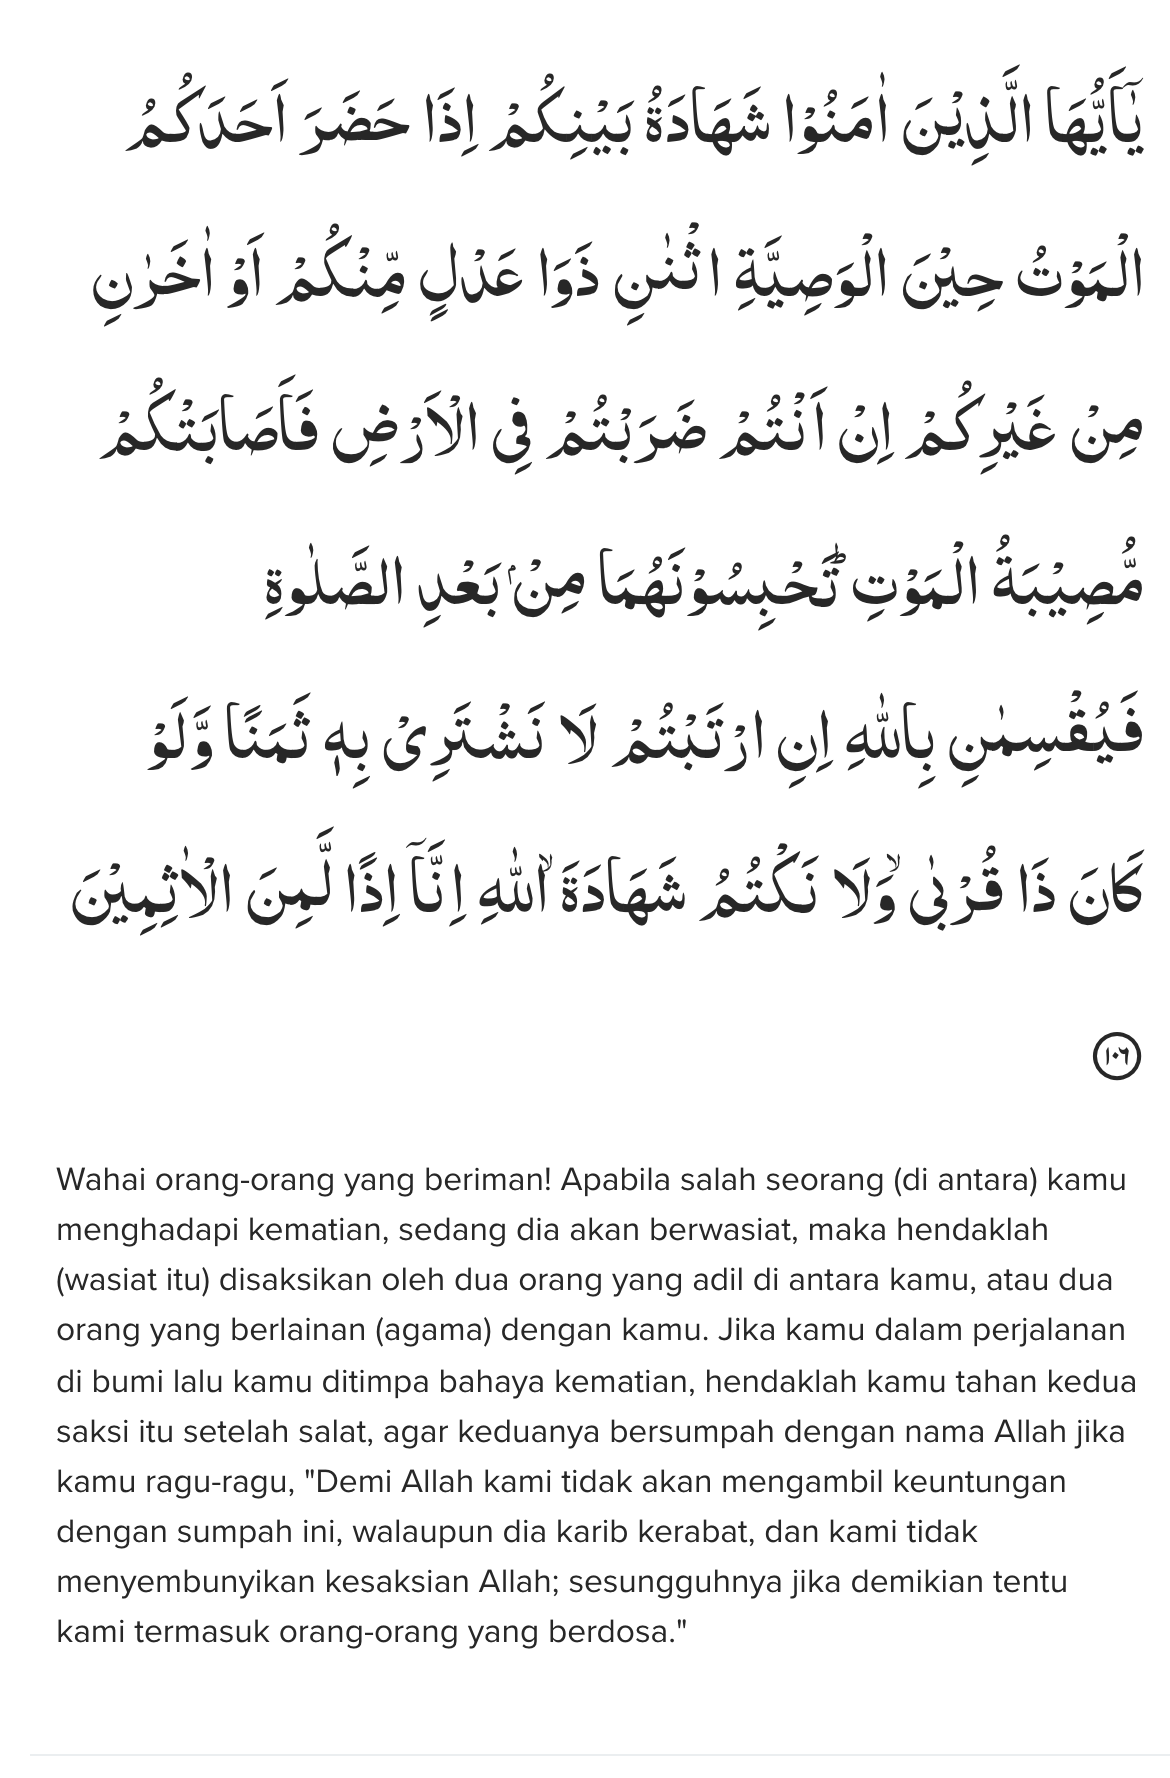 يٰٓاَيُّهَا الَّذِيْنَ اٰمَنُوْا شَهَادَةُ بَيْنِكُمْ اِذَا حَضَرَ اَحَدَكُمُ
الْمَوْتُ حِيْنَ الْوَصِيَّةِ اثْنٰنِ ذَوَا عَدْلٍ مِّنْكُمْ اَوْ اٰخَرٰنِ
مِنْ غَيْرِكُمْ اِنْ اَنْتُمْ ضَرَبْتُمْ فِى الْاَرْضِ فَاَصَابَتْكُمْ
مُّصِيْبَةُ الْمَوْتِۗ تَحْبِسُوْنَهُمَا مِنْۢ بَعْدِ الصَّلٰوةِ
فَيُقْسِمٰنِ بِاللّٰهِ اِنِ ارْتَبْتُمْ لَا نَشْتَرِيْ بِهٖ ثَمَنًا وَّلَوْ
كَانَ ذَا قُرْبٰىۙ وَلَا نَكْتُمُ شَهَادَةَ اللّٰهِ اِنَّآ اِذًا لَّمِنَ الْاٰثِمِيْنَ
١٠٦
Wahai orang-orang yang beriman! Apabila salah seorang (di antara) kamu
menghadapi kematian, sedang dia akan berwasiat, maka hendaklah
(wasiat itu) disaksikan oleh dua orang yang adil di antara kamu, atau dua
orang yang berlainan (agama) dengan kamu. Jika kamu dalam perjalanan
di bumi lalu kamu ditimpa bahaya kematian, hendaklah kamu tahan kedua
saksi itu setelah salat, agar keduanya bersumpah dengan nama Allah jika
kamu ragu-ragu, "Demi Allah kami tidak akan mengambil keuntungan
dengan sumpah ini, walaupun dia karib kerabat, dan kami tidak
menyembunyikan kesaksian Allah; sesungguhnya jika demikian tentu
kami termasuk orang-orang yang berdosa."